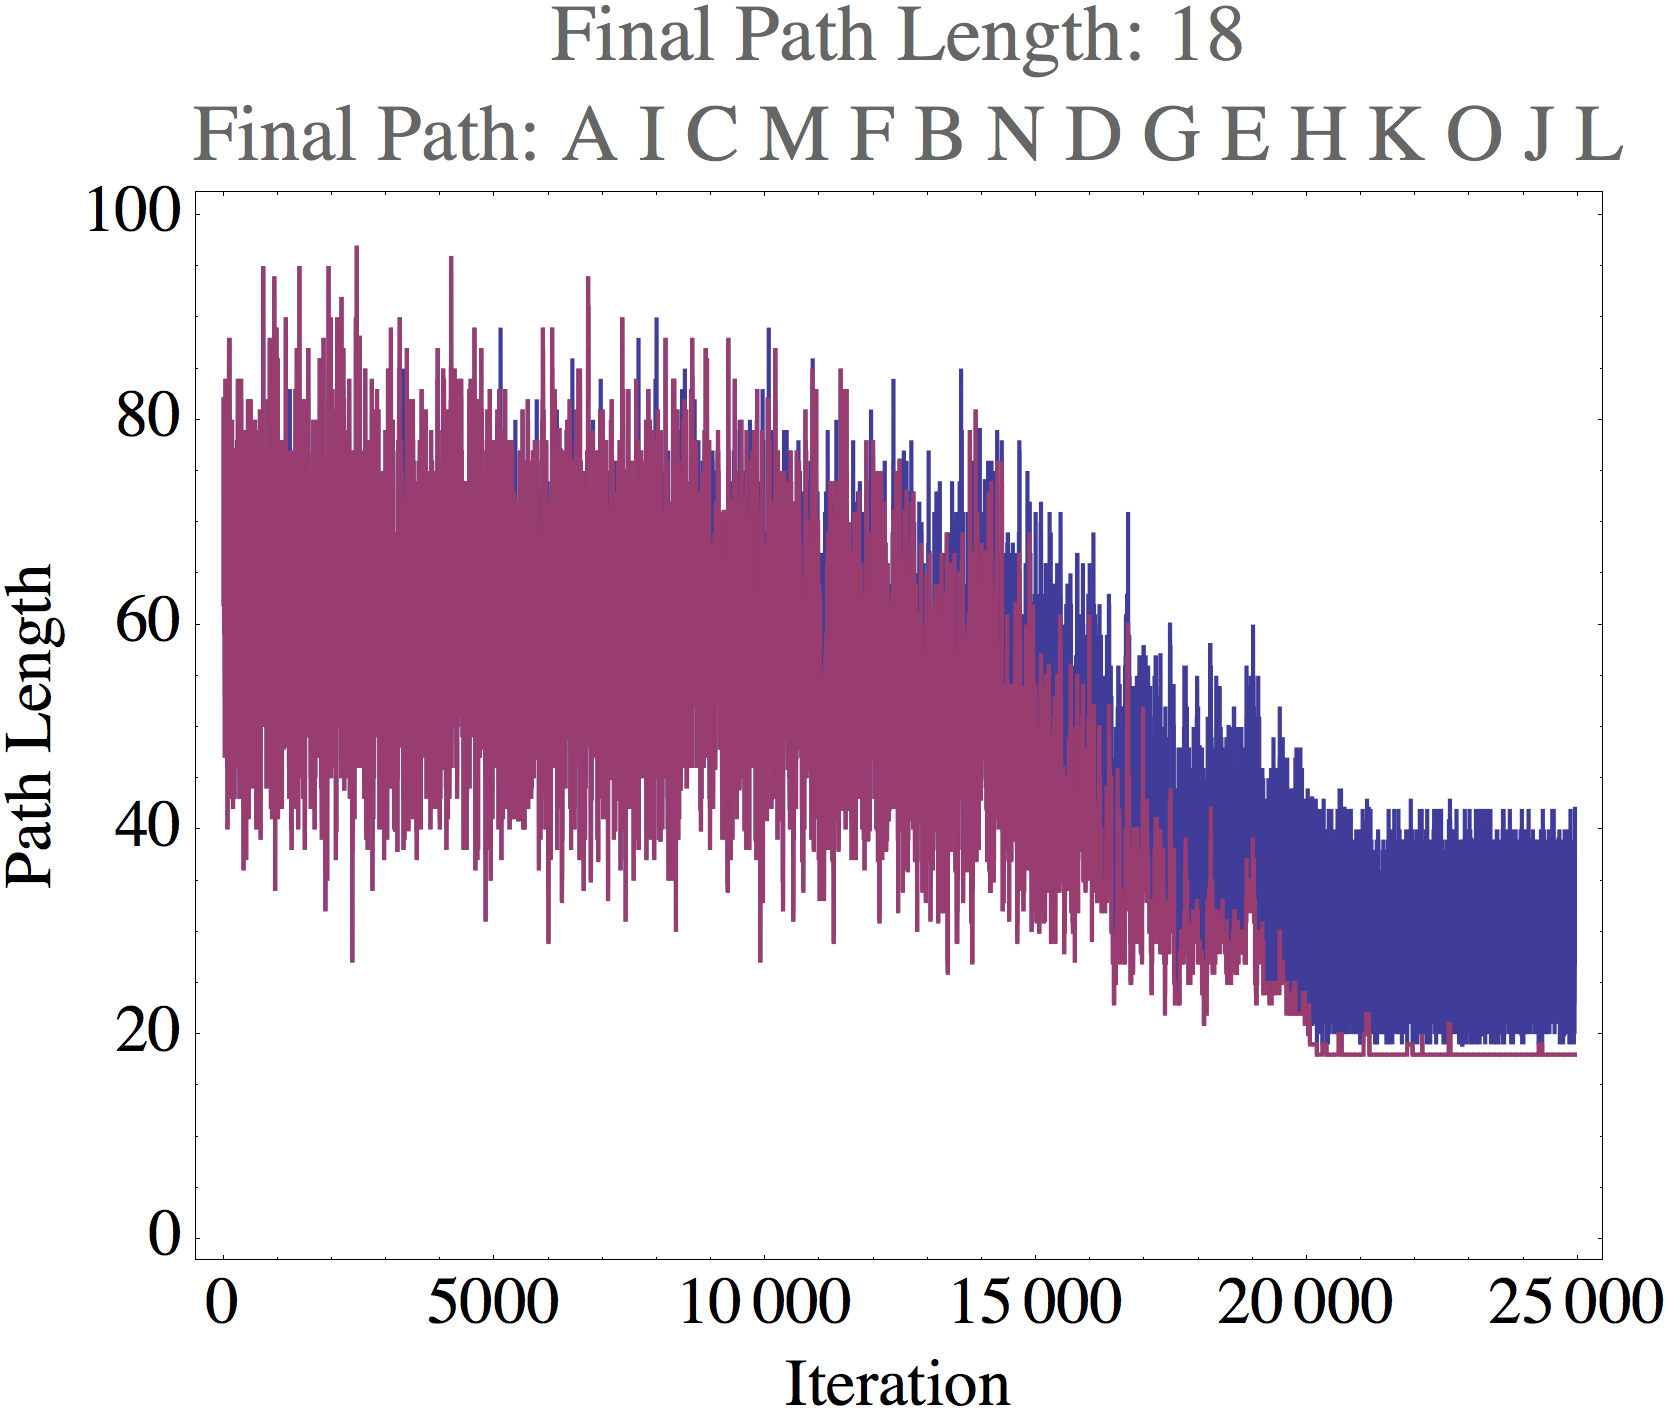 Final Path Length: 18
Final Path: A I C M F B N D G E H K O J L
100
80
60
40
20
0
Path Length
0 5000 10 000 15 000 20 000 25 000
Iteration